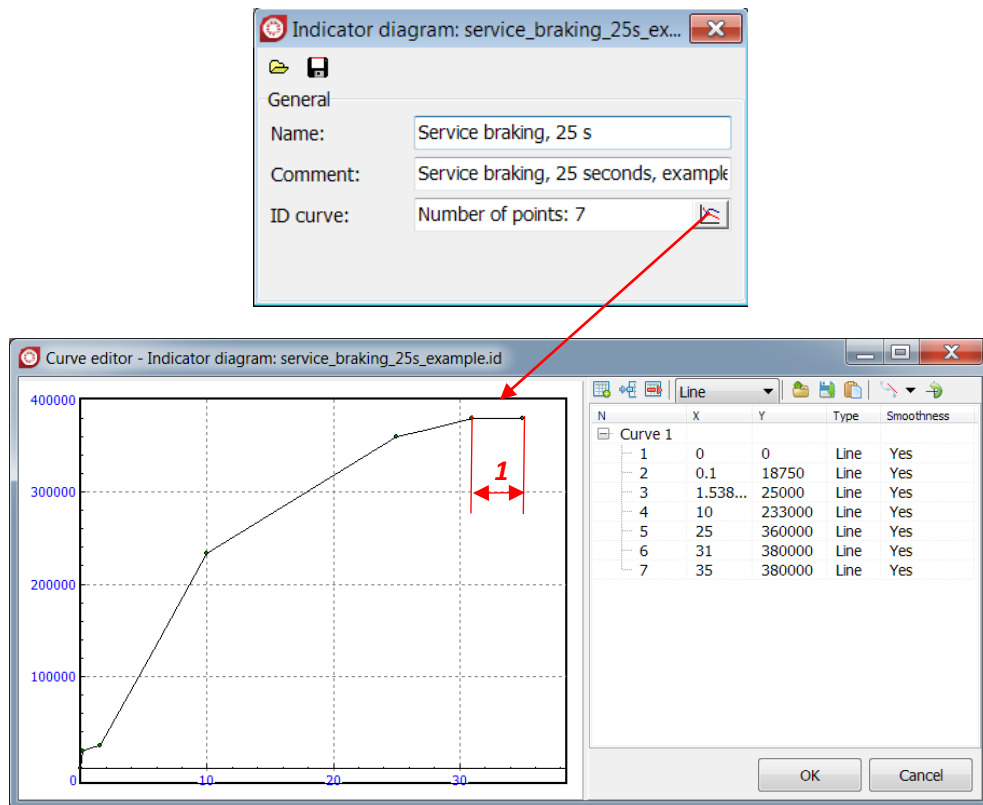 Indicator diagram: service_braking_25s_ex...
General
Name: Service braking, 25 s
Comment: Service braking, 25 seconds, example
ID curve: Number of points: 7
Curve editor - Indicator diagram: service_braking_25s_example.id
Line
N X Y Type Smoothness
Curve 1
1 0 0 Line Yes
2 0.1 18750 Line Yes
3 1.538... 25000 Line Yes
4 10 233000 Line Yes
5 25 360000 Line Yes
6 31 380000 Line Yes
7 35 380000 Line Yes
400000
300000
200000
100000
0 10 20 30
1
OK Cancel